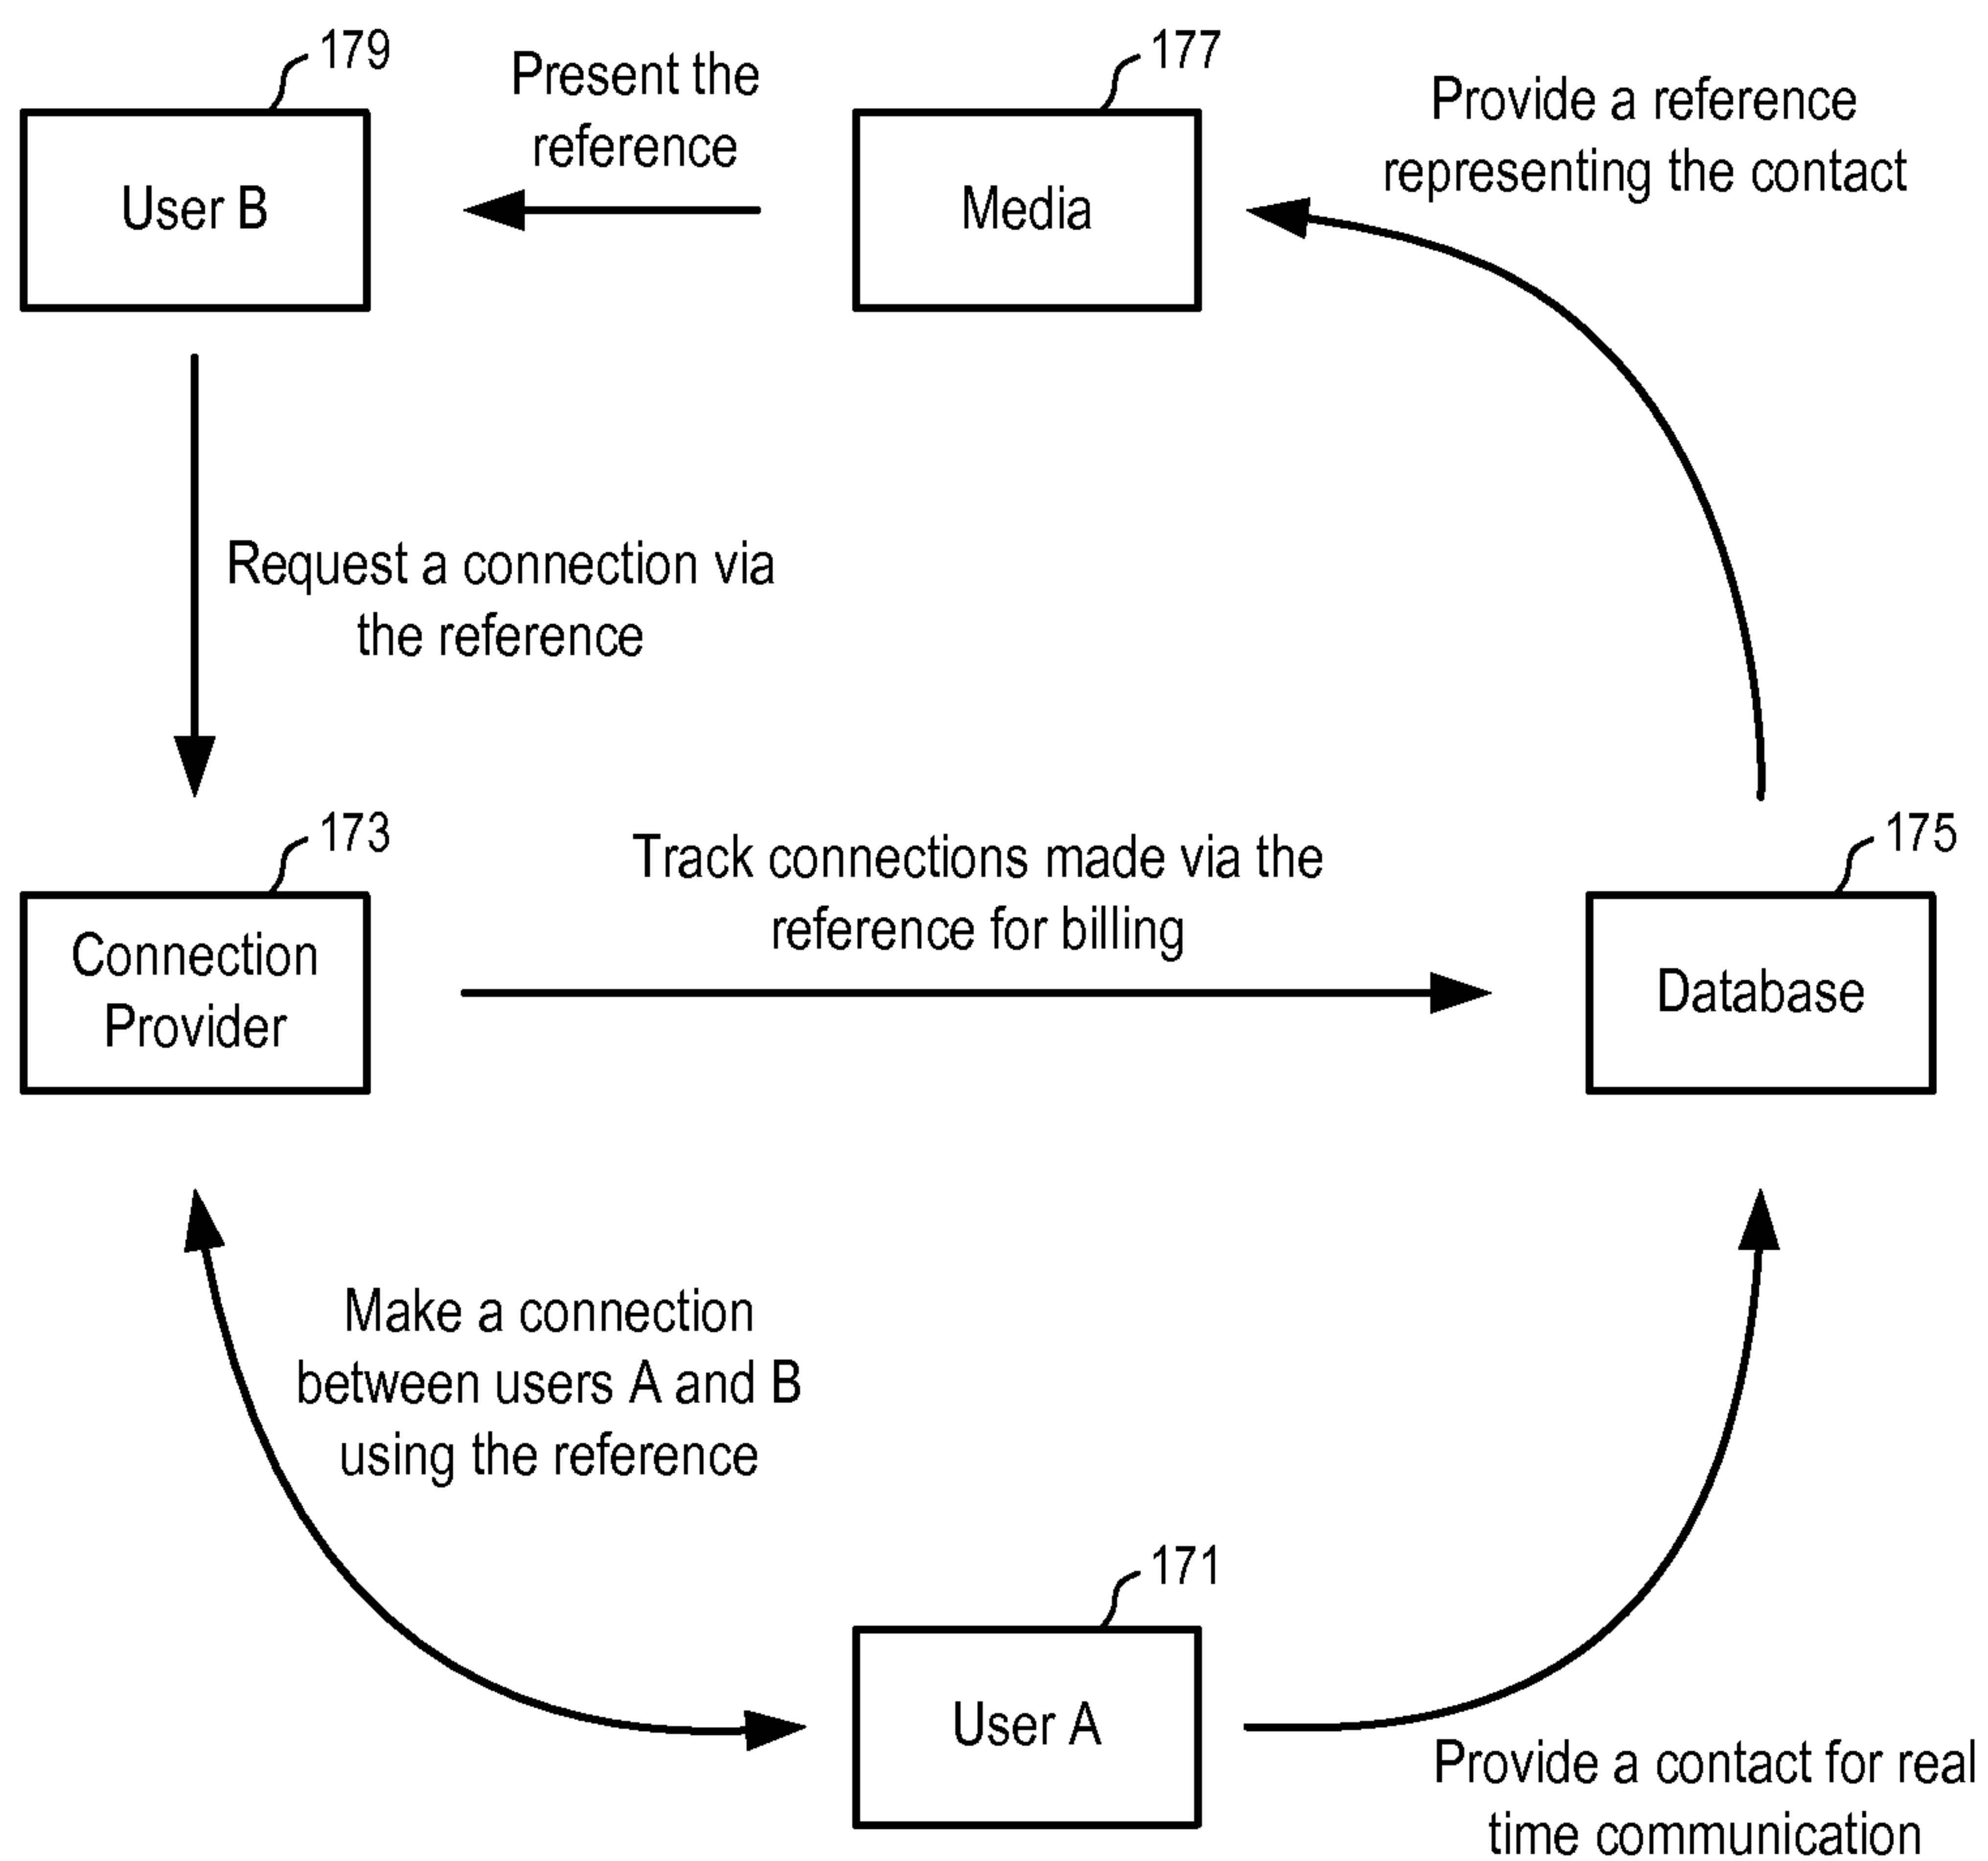 179
177
Present the
reference
Provide a reference
representing the contact
User B
Media
Request a connection via
the reference
173
175
Track connections made via the
reference for billing
Connection
Provider
Database
Make a connection
between users A and B
using the reference
171
User A
Provide a contact for real
time communication